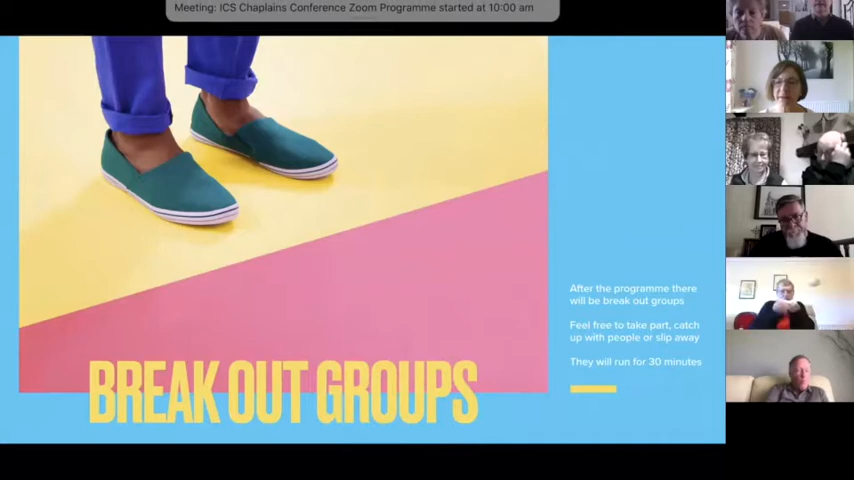 Meeting: ICS Chaplains Conference Zoom Programme started at 10:00 am
After the programme there
will be break out groups
Feel free to take part, catch
up with people or slip away
They will run for 30 minutes
BREAK OUT GROUPS